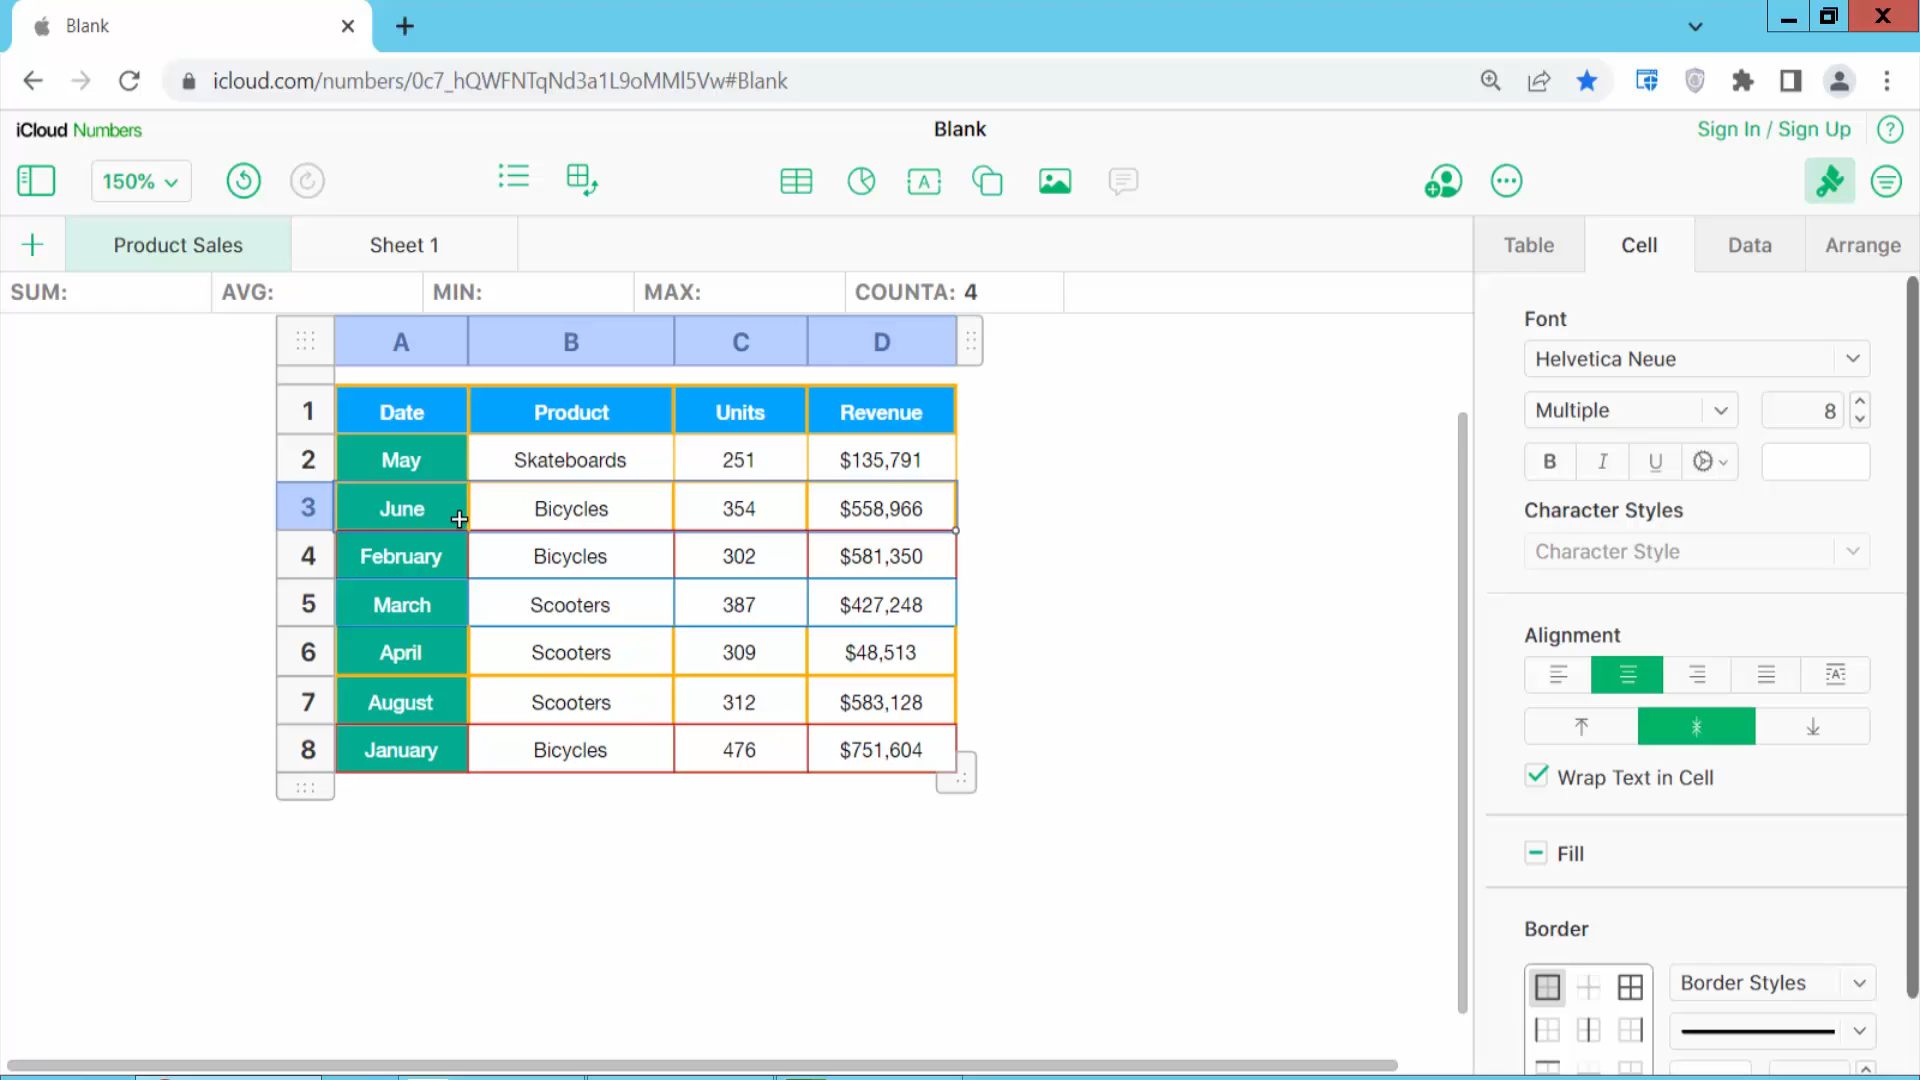 Blank
icloud.com/numbers/0c7_hQWFNTqNd3a1L9oMMl5Vw#Blank
iCloud Numbers
Blank
Sign In / Sign Up
?
150%
A
Product Sales
Sheet 1
Table
Cell
Data
Arrange
SUM:
AVG:
MIN:
MAX:
COUNTA: 4
A B C D
1 Date Product Units Revenue
2 May Skateboards 251 $135,791
3 June Bicycles 354 $558,966
4 February Bicycles 302 $581,350
5 March Scooters 387 $427,248
6 April Scooters 309 $48,513
7 August Scooters 312 $583,128
8 January Bicycles 476 $751,604
Font
Helvetica Neue
Multiple
8
B I U
Character Styles
Character Style
Alignment
A
Wrap Text in Cell
Fill
Border
Border Styles